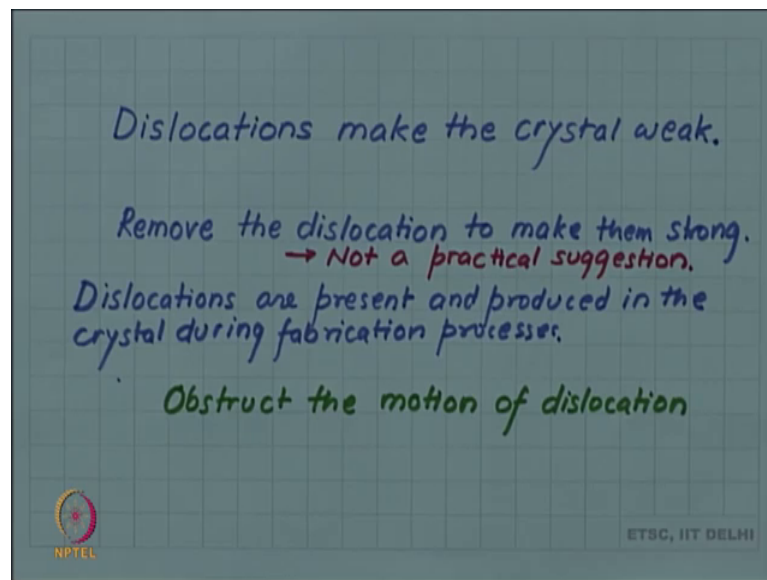 Dislocations make the crystal weak.
Remove the dislocation to make them strong.
→ Not a practical suggestion.
Dislocations are present and produced in the
crystal during fabrication processes.
Obstruct the motion of dislocation
NPTEL
ETSC, IIT DELHI